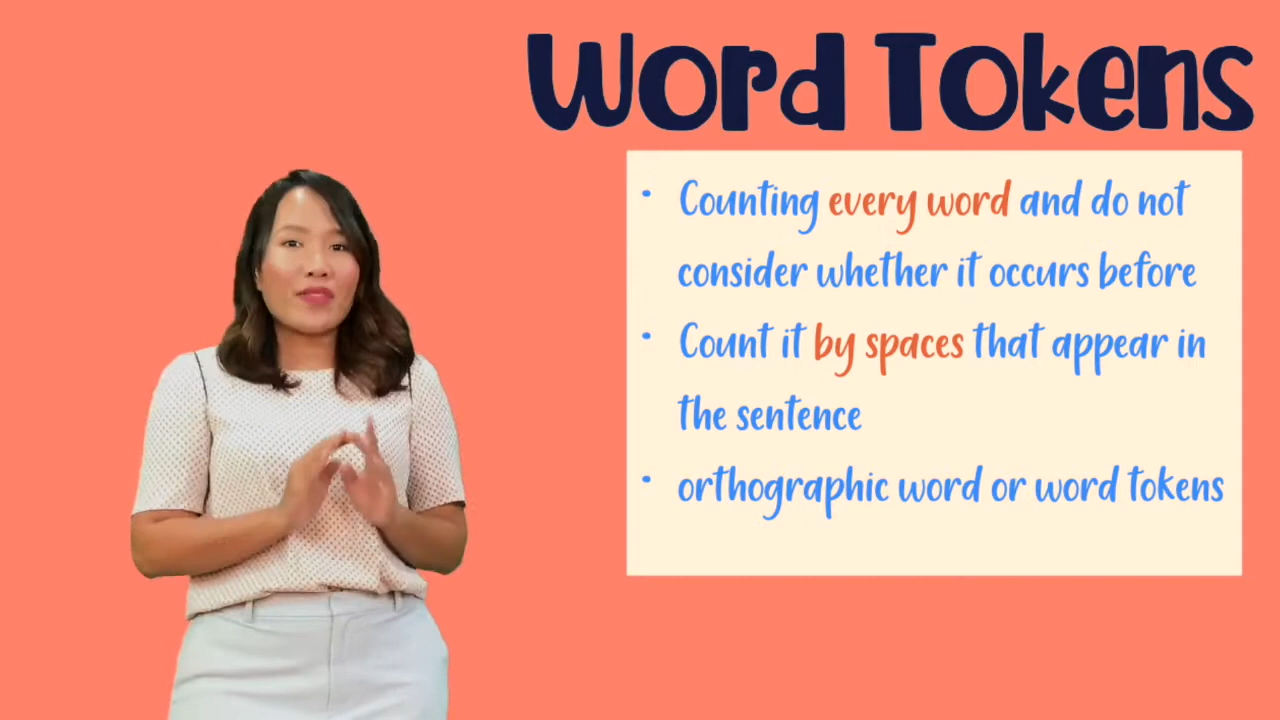 Word Tokens
· Counting every word and do not
consider whether it occurs before
· Count it by spaces that appear in
the sentence
· orthographic word or word tokens